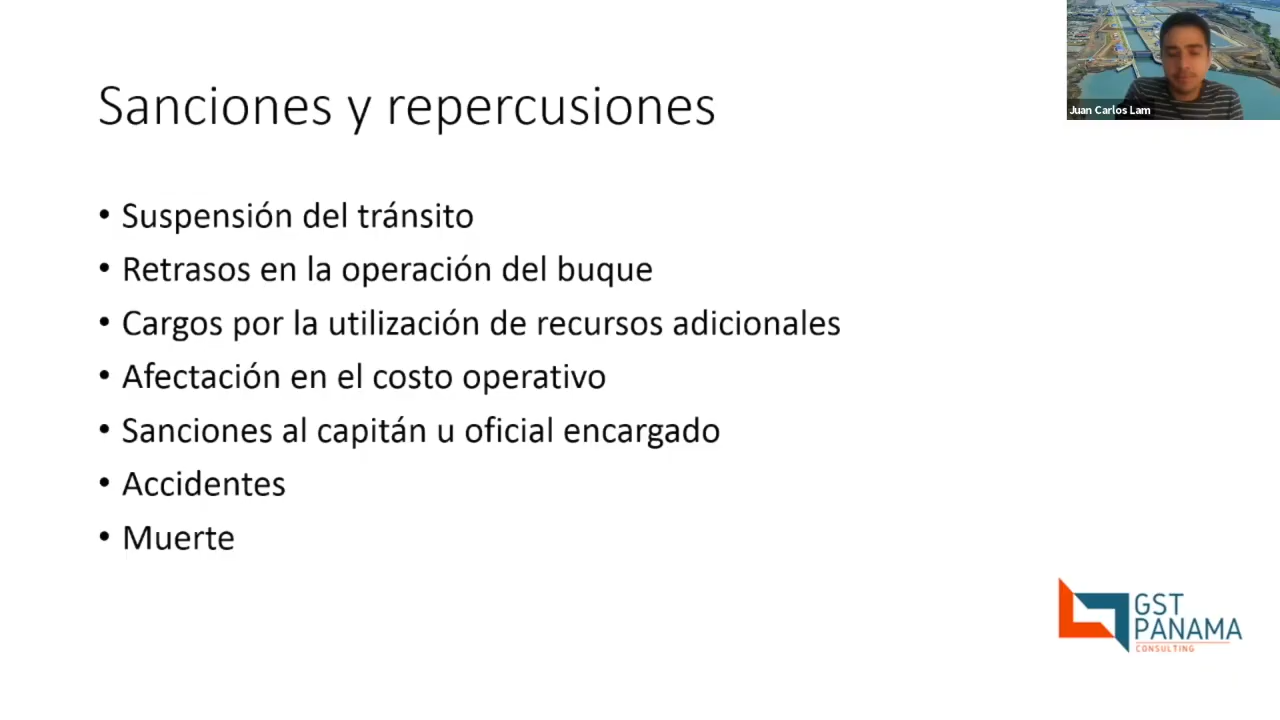 Juan Carlos Lam
Sanciones y repercusiones
• Suspensión del tránsito
• Retrasos en la operación del buque
• Cargos por la utilización de recursos adicionales
• Afectación en el costo operativo
• Sanciones al capitán u oficial encargado
• Accidentes
• Muerte
GST
PANAMA
CONSULTING